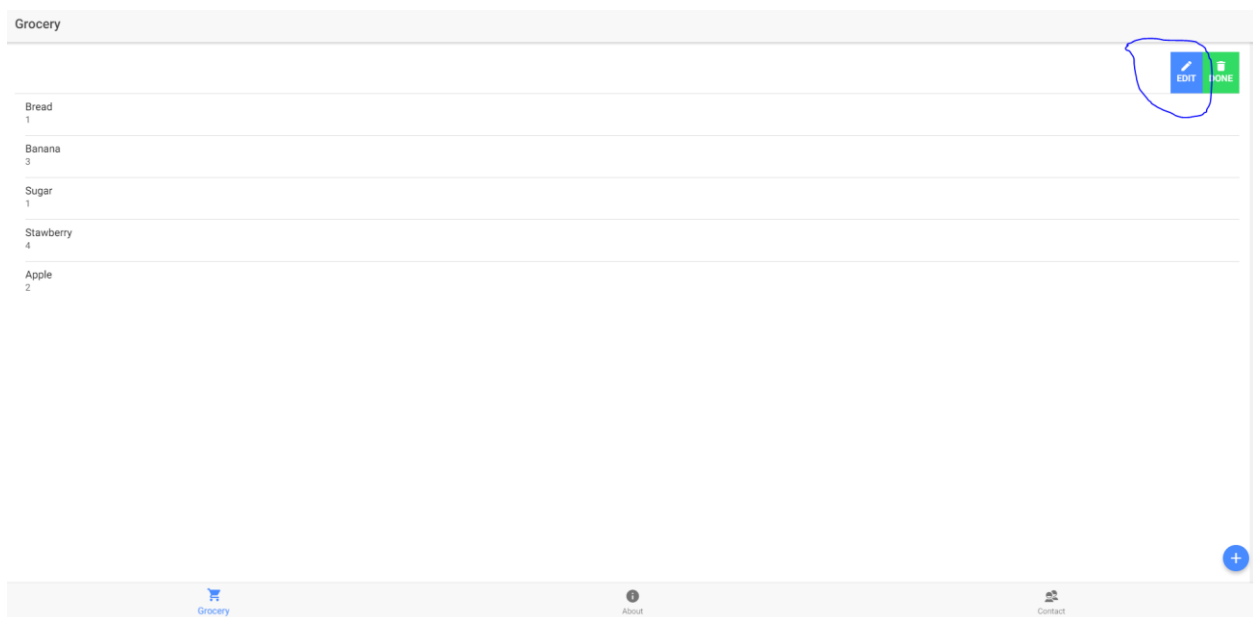 Grocery
EDIT DONE
Bread
1
Banana
3
Sugar
1
Stawberry
4
Apple
2
Grocery About Contact